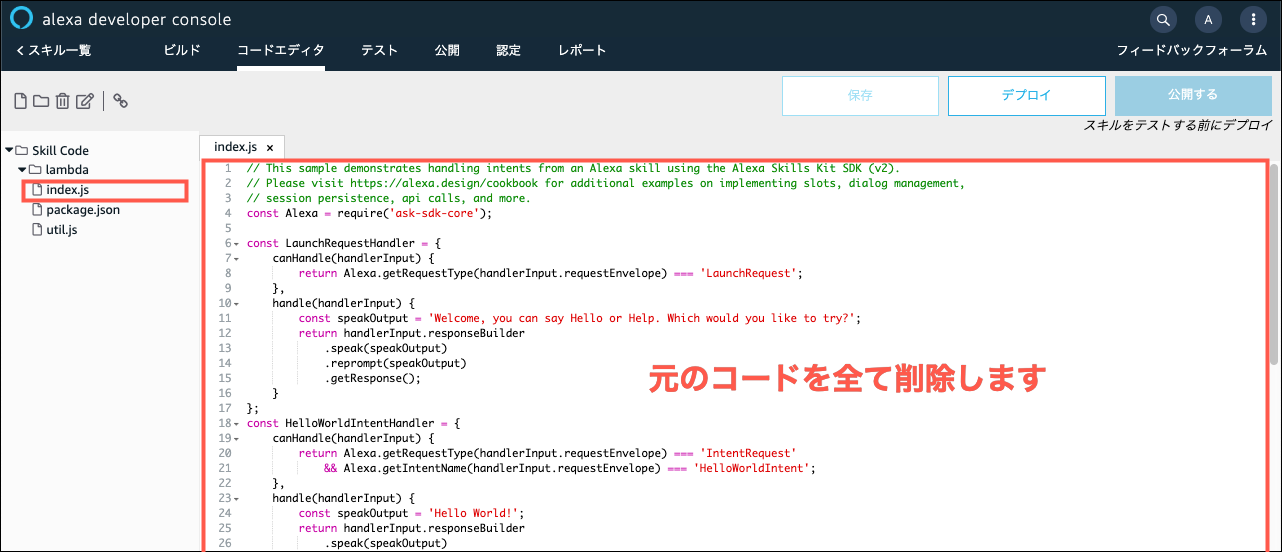 alexa developer console
A
スキル一覧 ビルド コードエディタ テスト 公開 認定 レポート フィードバックフォーラム
保存 デプロイ 公開する
スキルをテストする前にデプロイ
Skill Code
lambda
index.js
package.json
util.js
index.js x
1 // This sample demonstrates handling intents from an Alexa skill using the Alexa Skills Kit SDK (v2).
2 // Please visit https://alexa.design/cookbook for additional examples on implementing slots, dialog management,
3 // session persistence, api calls, and more.
4 const Alexa = require('ask-sdk-core');
5
6 const LaunchRequestHandler = {
7     canHandle(handlerInput) {
8         return Alexa.getRequestType(handlerInput.requestEnvelope) === 'LaunchRequest';
9     },
10     handle(handlerInput) {
11         const speakOutput = 'Welcome, you can say Hello or Help. Which would you like to try?';
12         return handlerInput.responseBuilder
13             .speak(speakOutput)
14             .reprompt(speakOutput)
15             .getResponse();
16     }
17 };
18 const HelloWorldIntentHandler = {
19     canHandle(handlerInput) {
20         return Alexa.getRequestType(handlerInput.requestEnvelope) === 'IntentRequest'
21             && Alexa.getIntentName(handlerInput.requestEnvelope) === 'HelloWorldIntent';
22     },
23     handle(handlerInput) {
24         const speakOutput = 'Hello World!';
25         return handlerInput.responseBuilder
26             .speak(speakOutput)
元のコードを全て削除します